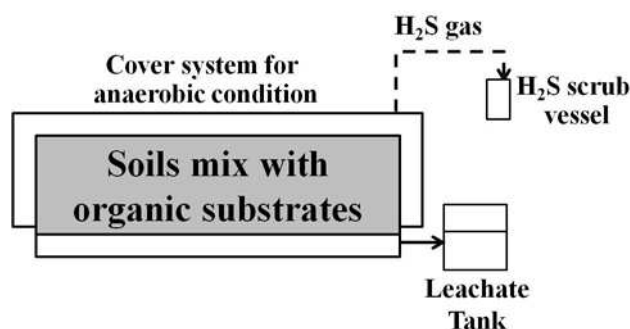 H₂S gas
Cover system for
anaerobic condition
H₂S scrub
vessel
Soils mix with
organic substrates
Leachate
Tank